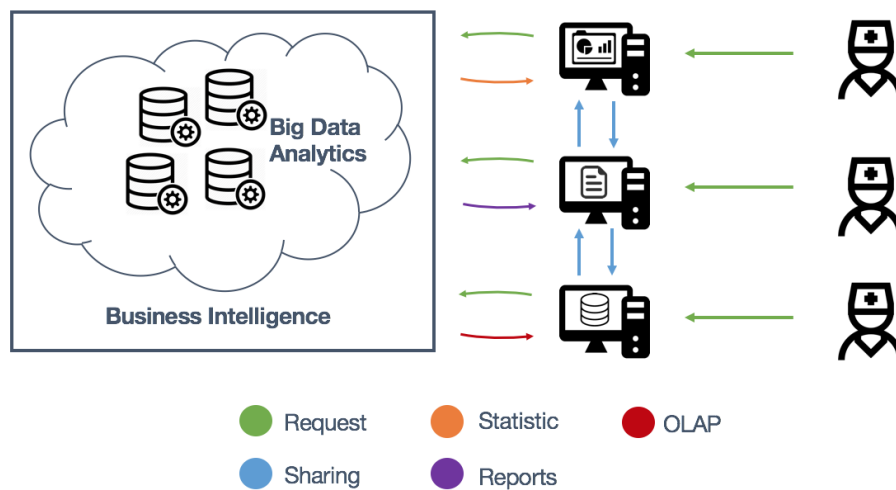 Big Data
Analytics
Business Intelligence
Request
Statistic
OLAP
Sharing
Reports